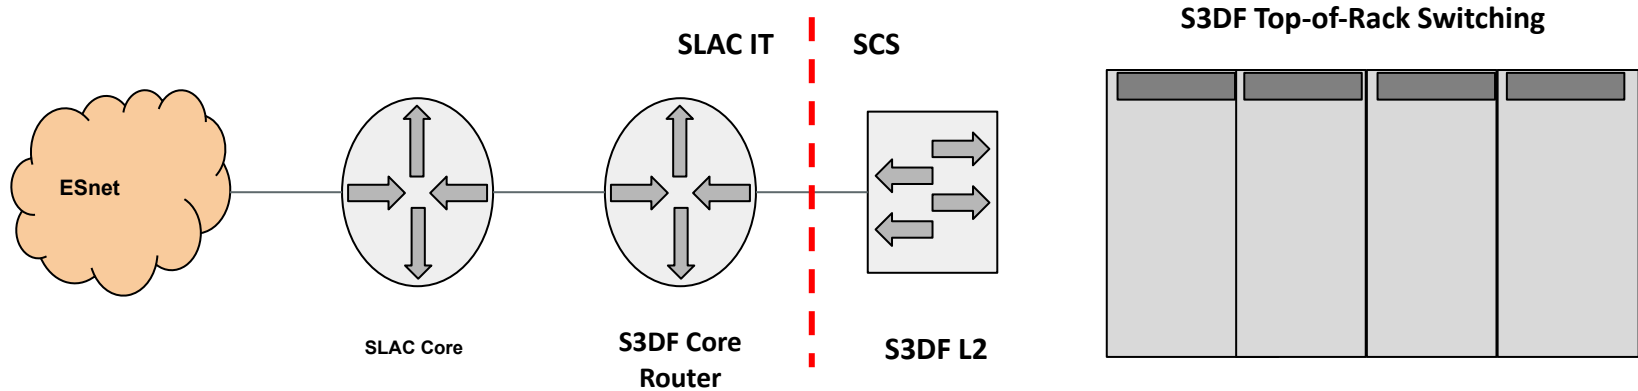 S3DF Top-of-Rack Switching
SLAC IT
SCS
ESnet
SLAC Core
S3DF Core
Router
S3DF L2